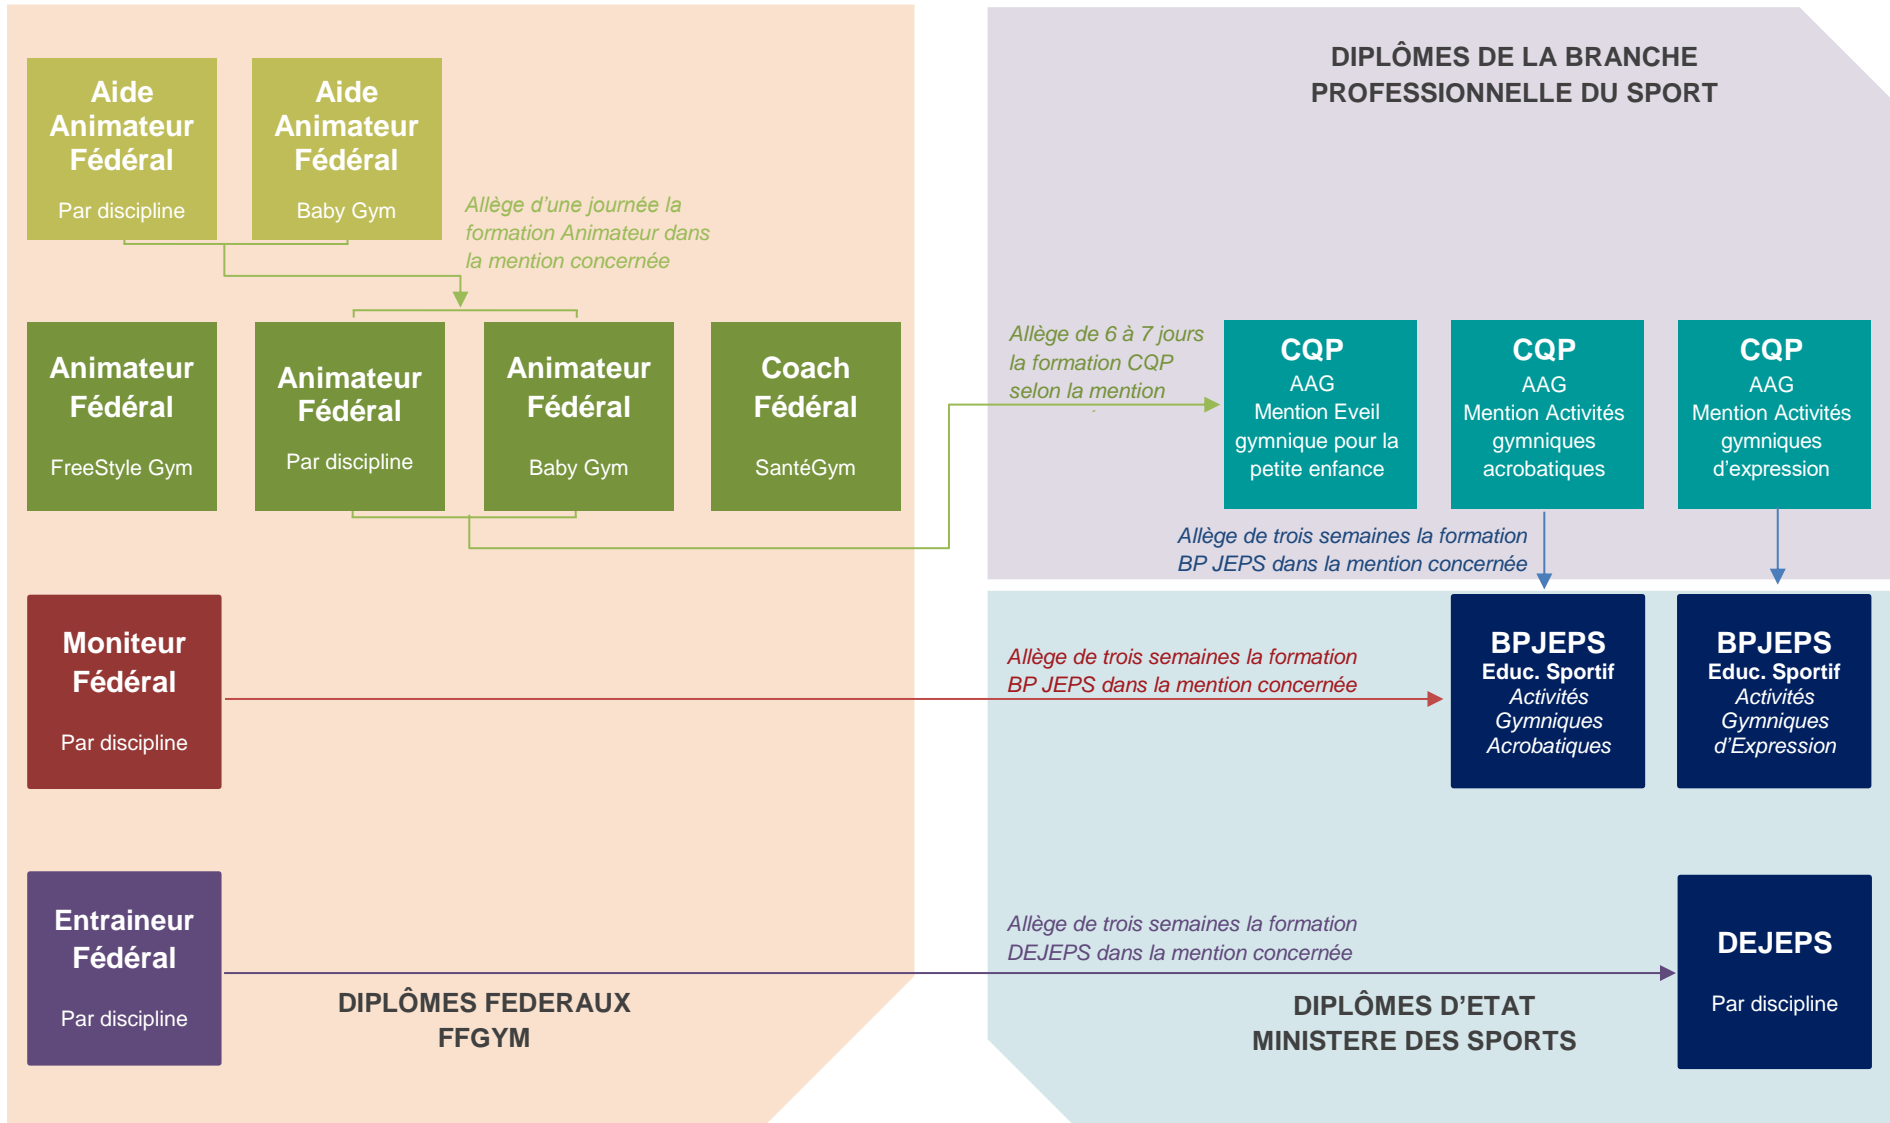 DIPLÔMES DE LA BRANCHE
PROFESSIONNELLE DU SPORT
Aide
Animateur
Fédéral
Par discipline
Aide
Animateur
Fédéral
Baby Gym
Allège d’une journée la
formation Animateur dans
la mention concernée
Animateur
Fédéral
FreeStyle Gym
Animateur
Fédéral
Par discipline
Animateur
Fédéral
Baby Gym
Coach
Fédéral
SantéGym
Allège de 6 à 7 jours
la formation CQP
selon la mention
CQP
AAG
Mention Eveil
gymnique pour la
petite enfance
CQP
AAG
Mention Activités
gymniques
acrobatiques
CQP
AAG
Mention Activités
gymniques
d’expression
Allège de trois semaines la formation
BP JEPS dans la mention concernée
Moniteur
Fédéral
Par discipline
Allège de trois semaines la formation
BP JEPS dans la mention concernée
BPJEPS
Educ. Sportif
Activités
Gymniques
Acrobatiques
BPJEPS
Educ. Sportif
Activités
Gymniques
d’Expression
Entraineur
Fédéral
Par discipline
Allège de trois semaines la formation
DEJEPS dans la mention concernée
DEJEPS
Par discipline
DIPLÔMES FEDERAUX
FFGYM
DIPLÔMES D’ETAT
MINISTERE DES SPORTS